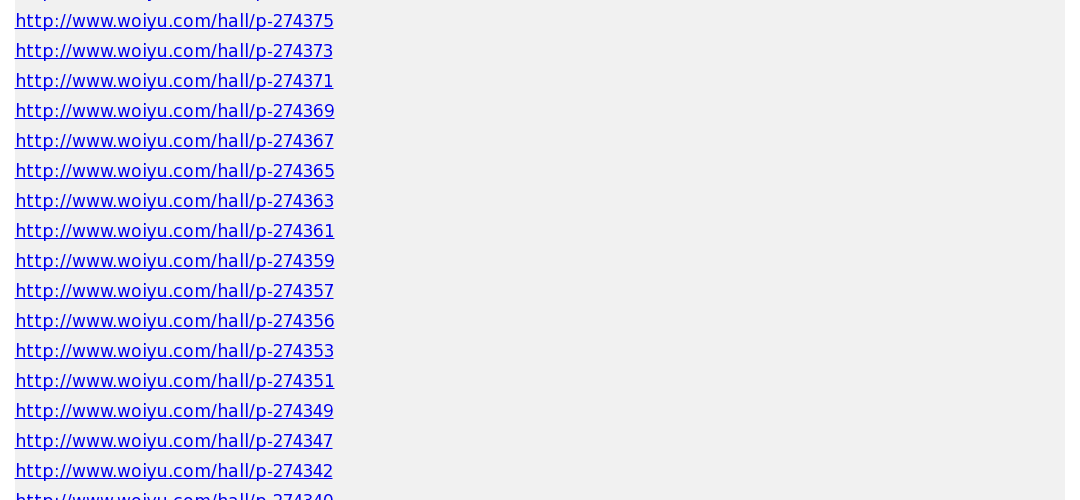 http://www.woiyu.com/hall/p-274375
http://www.woiyu.com/hall/p-274373
http://www.woiyu.com/hall/p-274371
http://www.woiyu.com/hall/p-274369
http://www.woiyu.com/hall/p-274367
http://www.woiyu.com/hall/p-274365
http://www.woiyu.com/hall/p-274363
http://www.woiyu.com/hall/p-274361
http://www.woiyu.com/hall/p-274359
http://www.woiyu.com/hall/p-274357
http://www.woiyu.com/hall/p-274356
http://www.woiyu.com/hall/p-274353
http://www.woiyu.com/hall/p-274351
http://www.woiyu.com/hall/p-274349
http://www.woiyu.com/hall/p-274347
http://www.woiyu.com/hall/p-274342